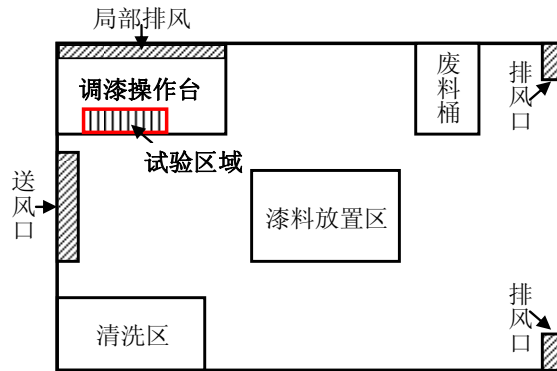 局部排风
调漆操作台
试验区域
废料桶
排风口
送风口
漆料放置区
清洗区
排风口